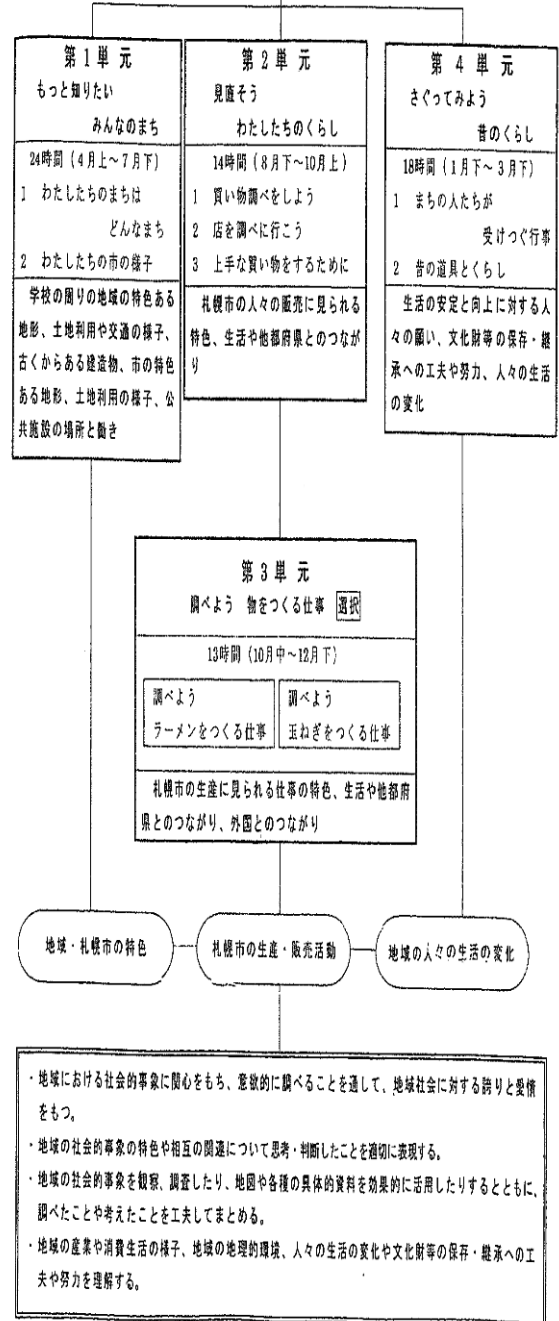 第1単元
もっと知りたい
みんなのまち
24時間(4月上~7月下)
1 わたしたちのまちは
どんなまち
2 わたしたちの市の様子
学校の周りの地域の特色ある
地形、土地利用や交通の様子、
古くからある建造物、市の特色
ある地形、土地利用の様子、公
共施設の場所と働き
第2単元
見直そう
わたしたちのくらし
14時間(8月下~10月上)
1 買い物調べをしよう
2 店を調べに行こう
3 上手な買い物をするために
札幌市の人々の販売に見られる
特色、生活や他都府県とのつなが
り
第4単元
さぐってみよう
昔のくらし
18時間(1月下~3月下)
1 まちの人たちが
受けつぐ行事
2 昔の道具とくらし
生活の安定と向上に対する人
々の願い、文化財等の保存・継
承への工夫や努力、人々の生活
の変化
第3単元
調べよう 物をつくる仕事 選択
13時間(10月中~12月下)
調べよう
ラーメンをつくる仕事
調べよう
玉ねぎをつくる仕事
札幌市の生産に見られる仕事の特色、生活や他都府
県とのつながり、外国とのつながり
地域・札幌市の特色
札幌市の生産・販売活動
地域の人々の生活の変化
・地域における社会的事象に関心をもち、意欲的に調べることを通して、地域社会に対する誇りと愛情
をもつ。
・地域の社会的事象の特色や相互の関連について思考・判断したことを適切に表現する。
・地域の社会的事象を観察、調査したり、地図や各種の具体的資料を効果的に活用したりするとともに、
調べたことや考えたことを工夫してまとめる。
・地域の産業や消費生活の様子、地域の地理的環境、人々の生活の変化や文化財等の保存・継承への工
夫や努力を理解する。